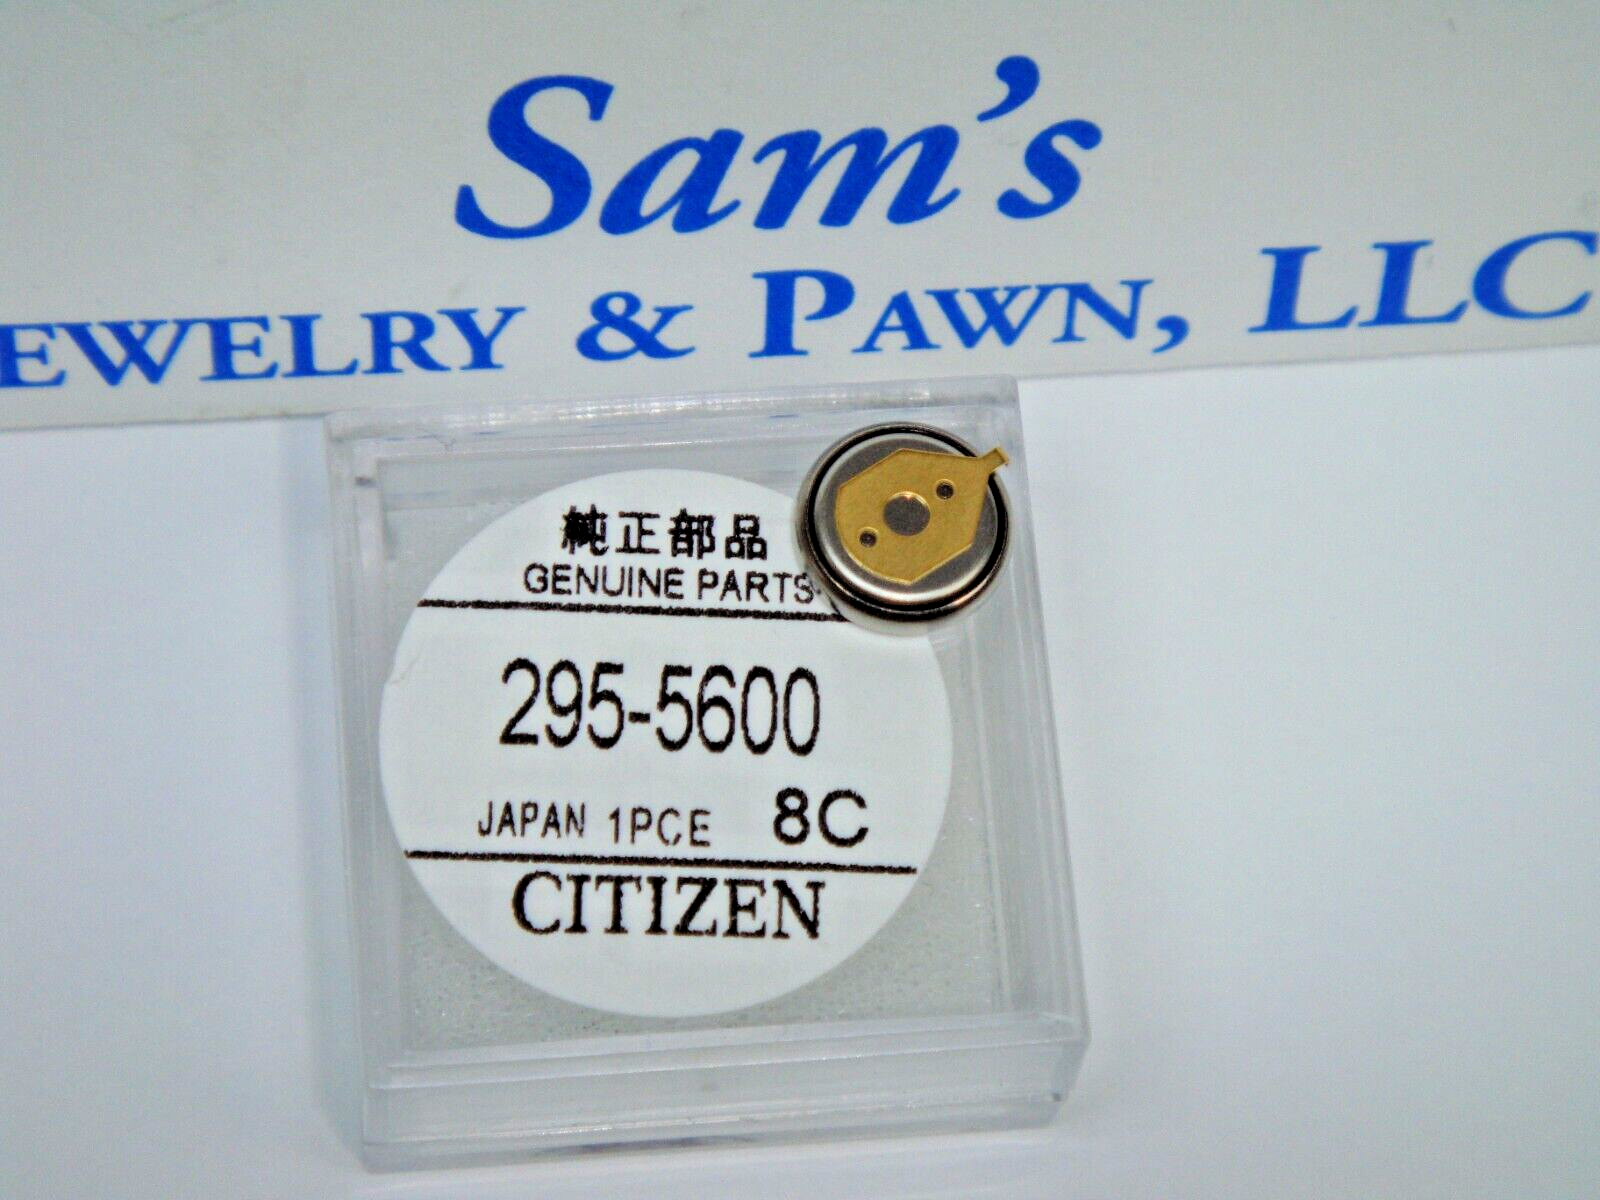 Sam's
EWELRY & PAWN, LLC
純正部品
GENUINE PARTS
295-5600
JAPAN 1PCE 8C
CITIZEN